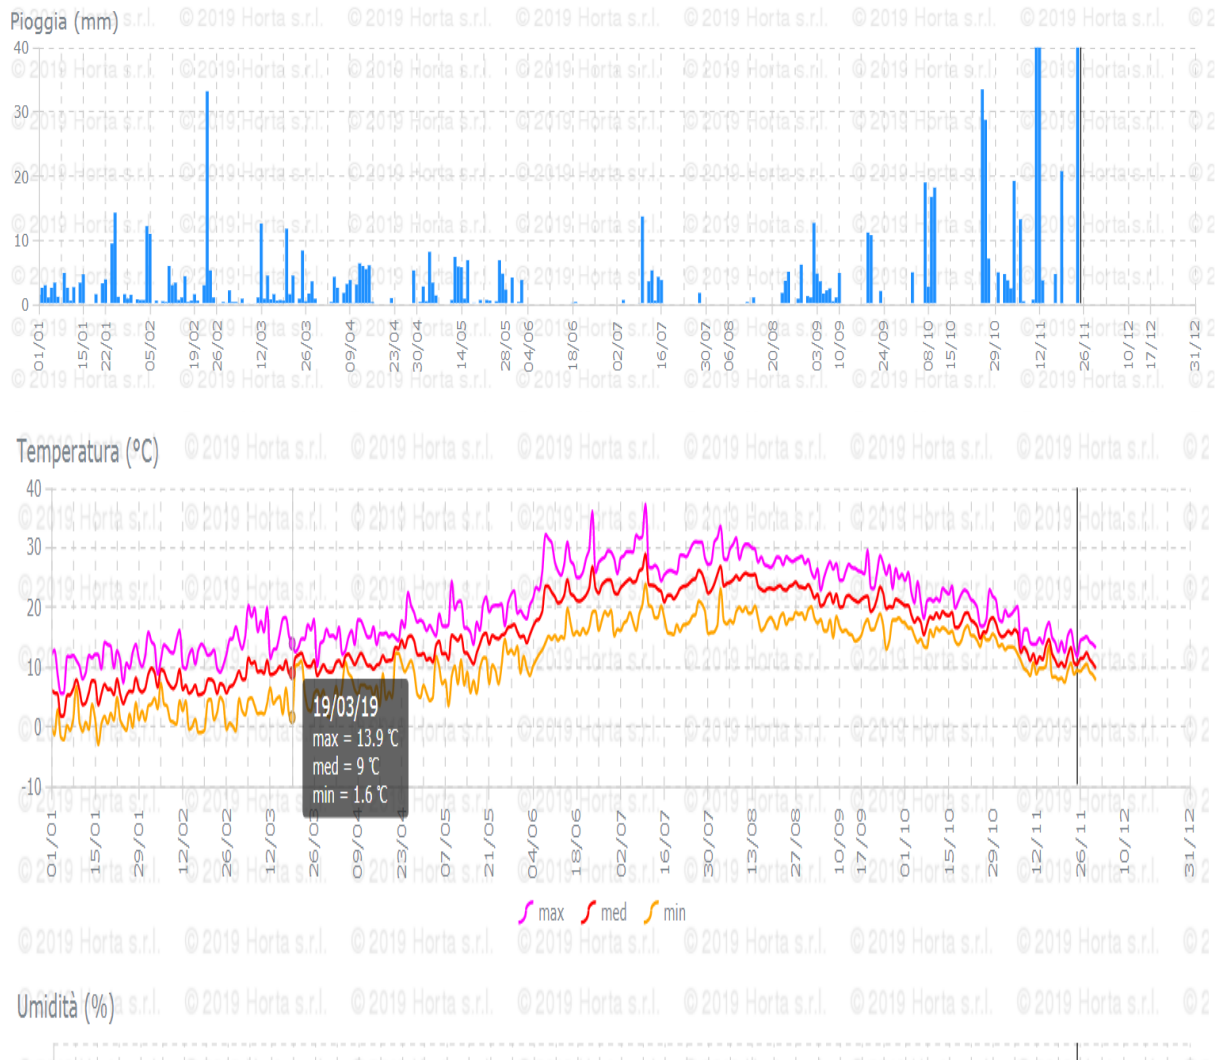 Pioggia (mm)
40
30
20
10
0
01/01 15/01 22/01 05/02 19/02 26/02 12/03 26/03 09/04 23/04 30/04 14/05 28/05 04/06 18/06 02/07 16/07 30/07 06/08 20/08 03/09 10/09 24/09 08/10 15/10 29/10 12/11 26/11 10/12 17/12 31/12
Temperatura (°C)
40
30
20
10
0
-10
19/03/19
max = 13.9 °C
med = 9 °C
min = 1.6 °C
01/01 15/01 29/01 12/02 26/02 12/03 26/03 09/04 23/04 07/05 21/05 04/06 18/06 02/07 16/07 30/07 13/08 27/08 10/09 17/09 01/10 15/10 29/10 12/11 26/11 10/12 31/12
max med min
Umidità (%)
© 2019 Horta s.r.l.